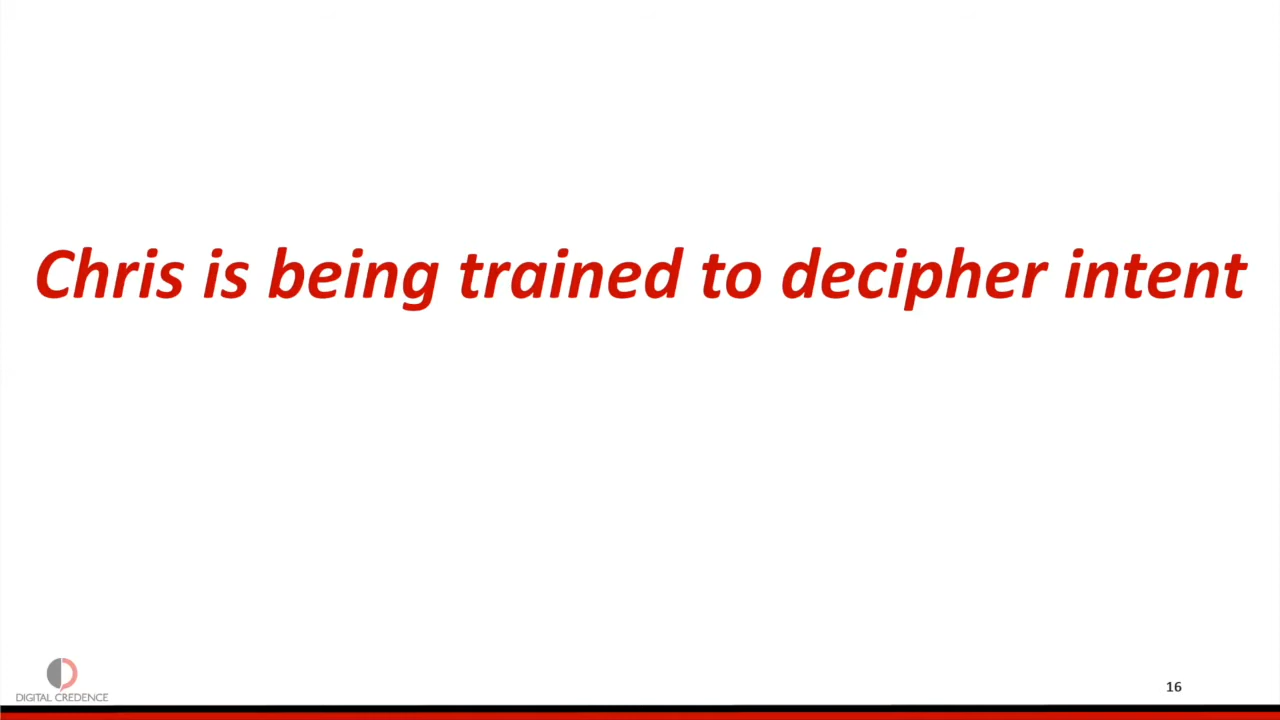 Chris is being trained to decipher intent
DIGITAL CREDENCE
16